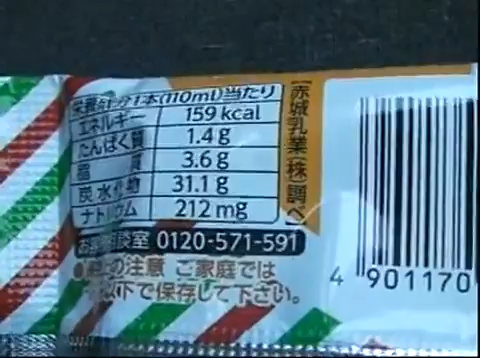 栄養成分 1本(110ml)当たり
エネルギー 159 kcal
たんぱく質 1.4 g
脂 質 3.6 g
炭水化物 31.1 g
ナトリウム 212 mg
[赤城乳業(株)調べ]
お客様相談室 0120-571-591
の注意 ご家庭では
以下で保存して下さい。
4 901170